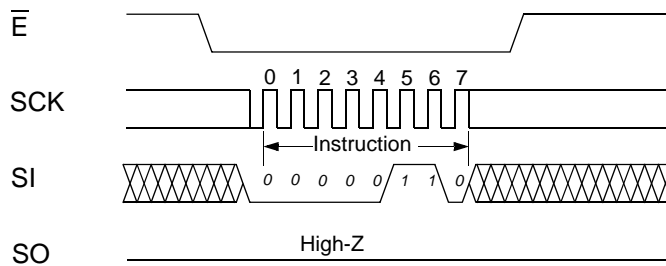 E
0 1 2 3 4 5 6 7
SCK
Instruction
SI 0 0 0 0 0 1 1 0
High-Z
SO